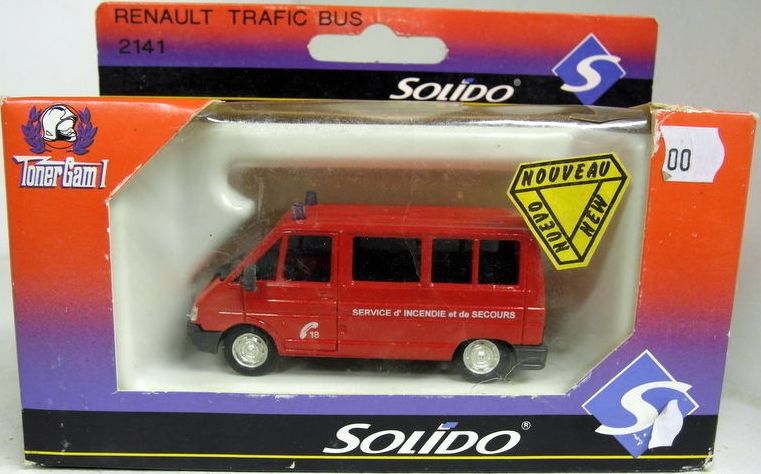 RENAULT TRAFIC BUS
2141
SOLIDO®
S
Toner Gam I
00
NOUVEAU
NUEVO
NEW
SERVICE d' INCENDIE et de SECOURS
18
S
SOLIDO®